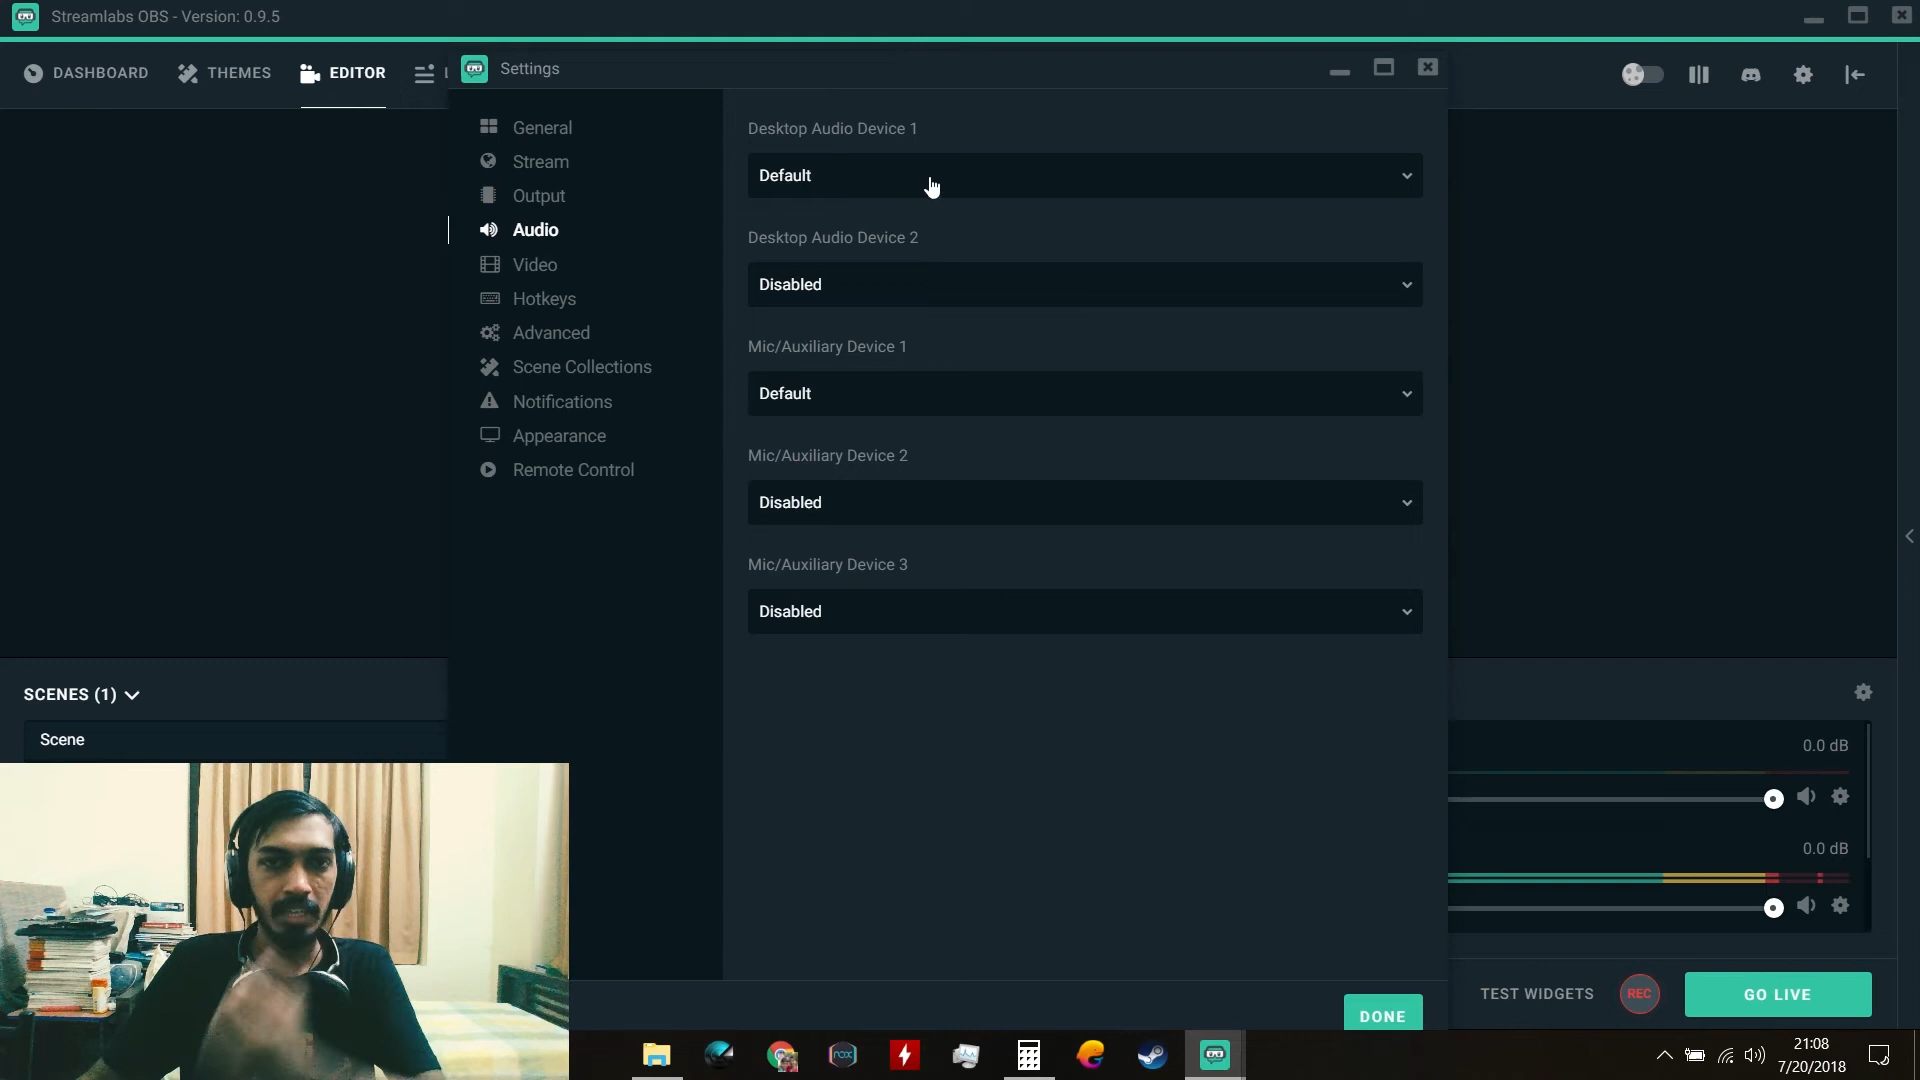 Streamlabs OBS - Version: 0.9.5
DASHBOARD
THEMES
EDITOR
Settings
General
Stream
Output
Audio
Video
Hotkeys
Advanced
Scene Collections
Notifications
Appearance
Remote Control
Desktop Audio Device 1
Default
Desktop Audio Device 2
Disabled
Mic/Auxiliary Device 1
Default
Mic/Auxiliary Device 2
Disabled
Mic/Auxiliary Device 3
Disabled
DONE
SCENES (1)
Scene
0.0 dB
0.0 dB
TEST WIDGETS
REC
GO LIVE
nox
21:08
7/20/2018